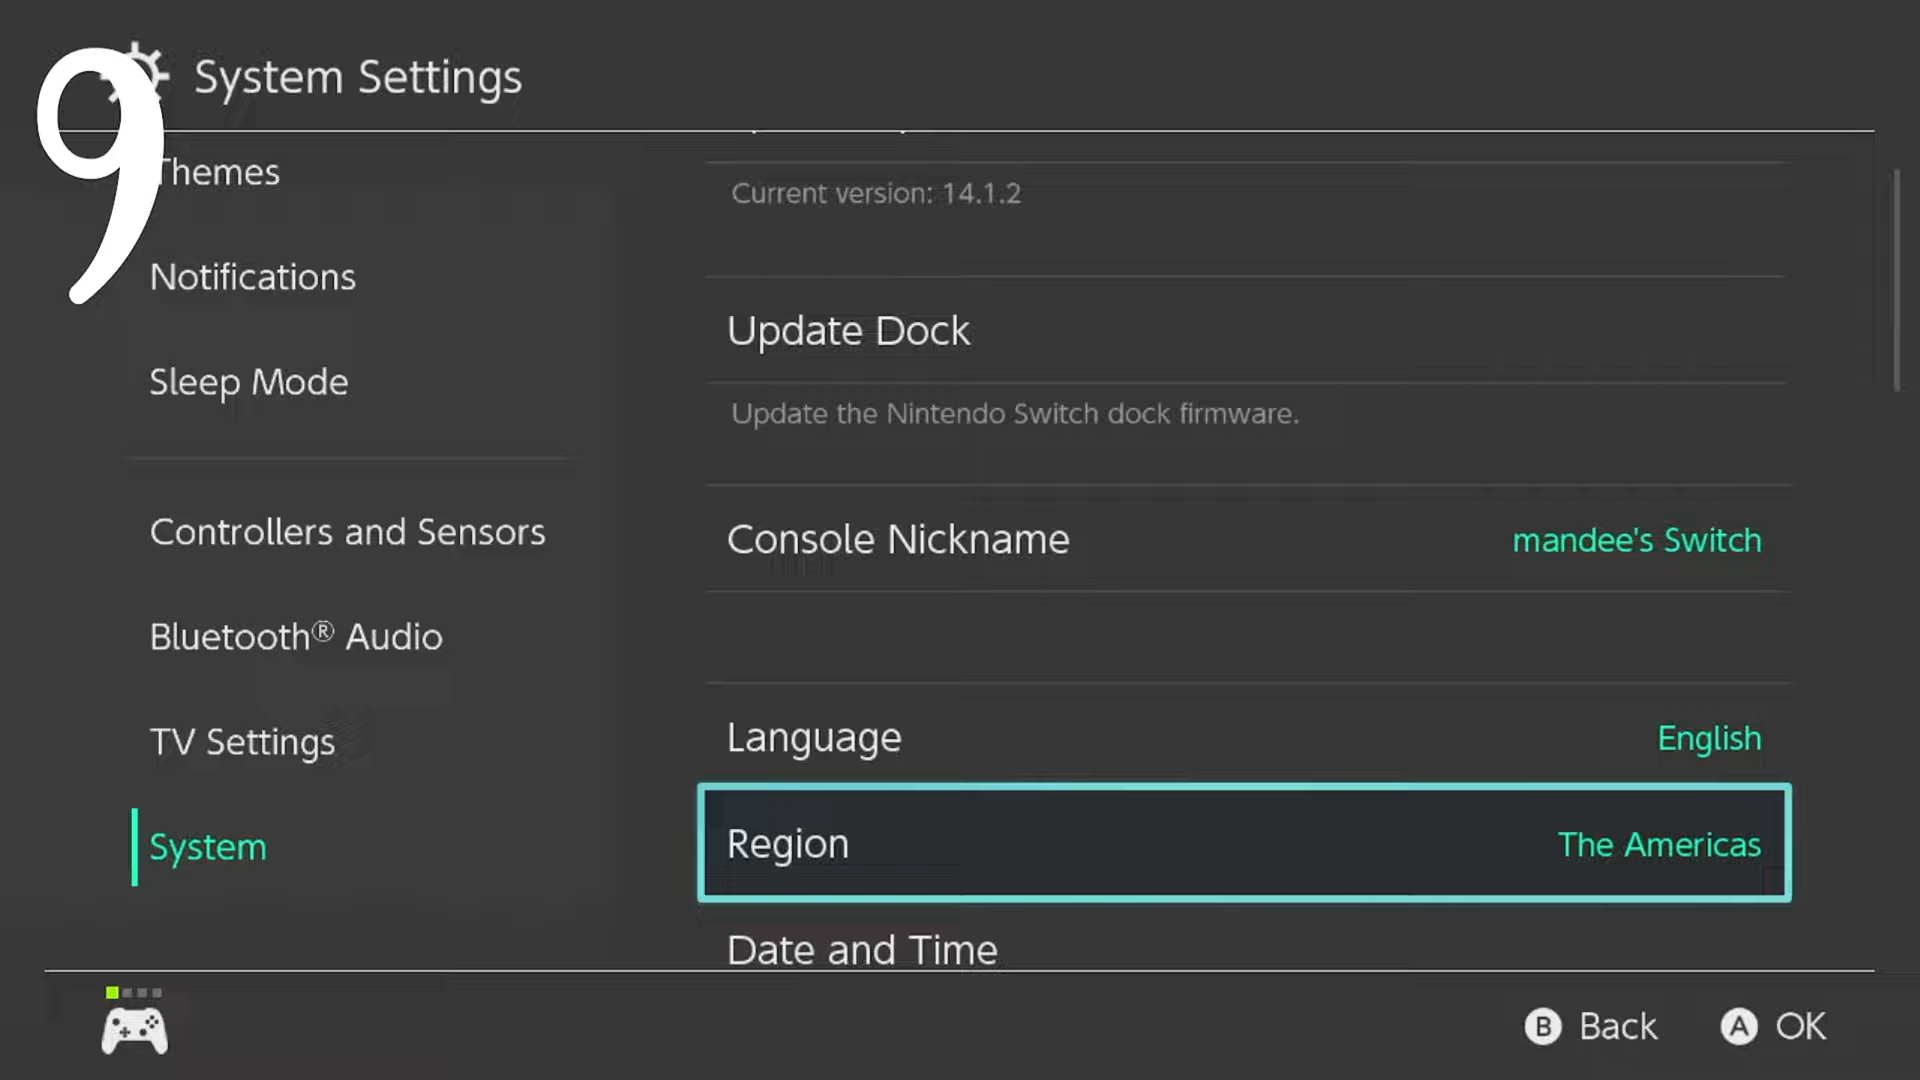 9
System Settings
Themes
Current version: 14.1.2
Notifications
Update Dock
Sleep Mode
Update the Nintendo Switch dock firmware.
Controllers and Sensors
Console Nickname mandee's Switch
Bluetooth® Audio
TV Settings
Language English
System
Region The Americas
Date and Time
B Back A OK